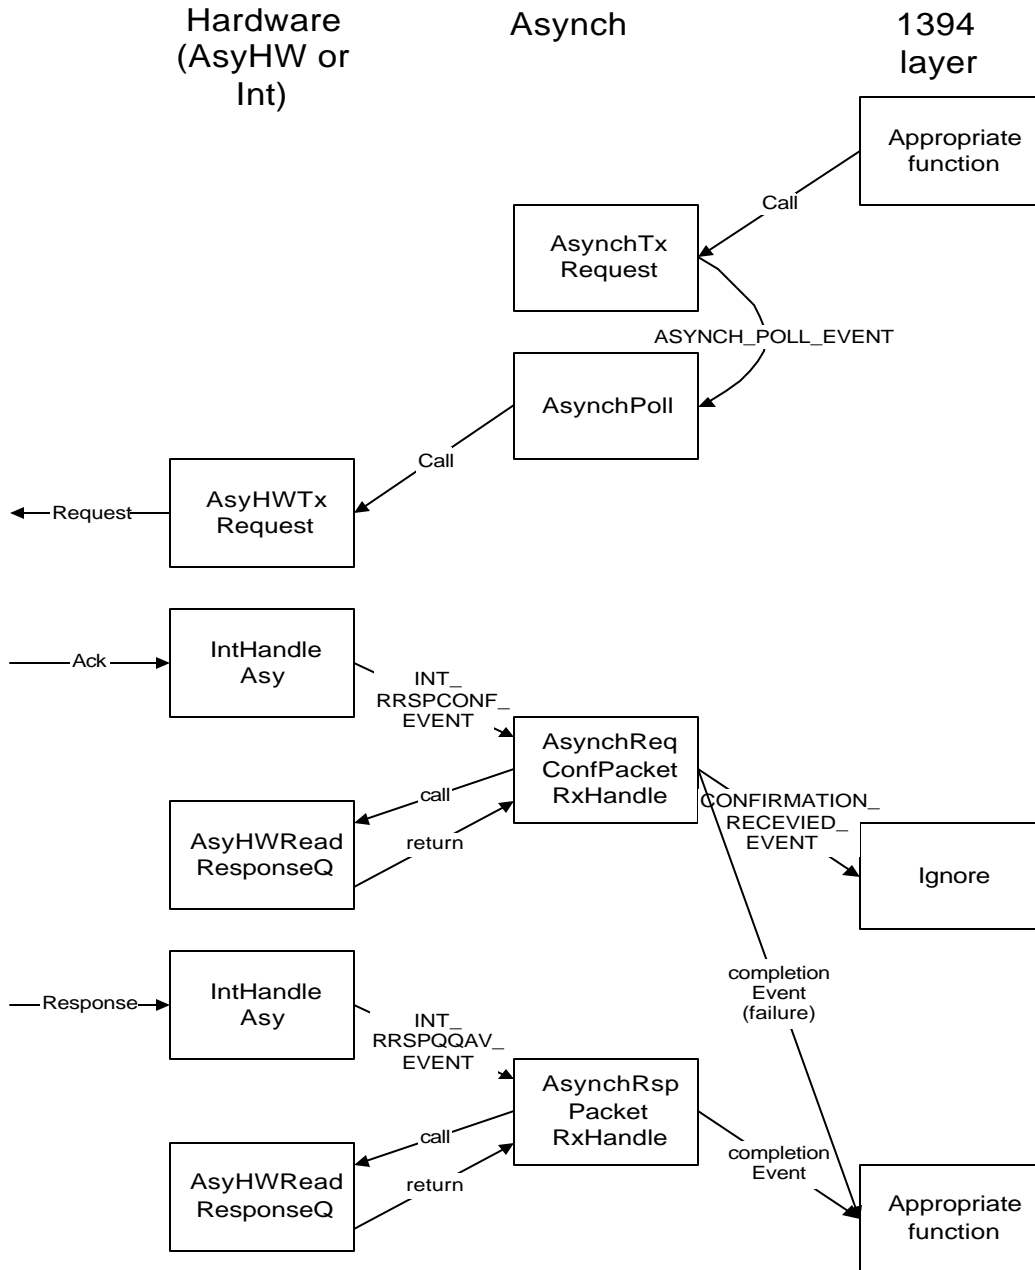 Hardware
(AsyHW or
Int)
Asynch
1394
layer
Appropriate
function
Call
AsynchTx
Request
ASYNCH_POLL_EVENT
AsynchPoll
Call
AsyHWTx
Request
Request
Ack
IntHandle
Asy
INT_
RRSPCONF_
EVENT
AsynchReq
ConfPacket
RxHandle
call
return
AsyHWRead
ResponseQ
CONFIRMATION_
RECEVIED_
EVENT
Ignore
completion
Event
(failure)
Response
IntHandle
Asy
INT_
RRSPQQAV_
EVENT
AsynchRsp
Packet
RxHandle
call
return
AsyHWRead
ResponseQ
completion
Event
Appropriate
function